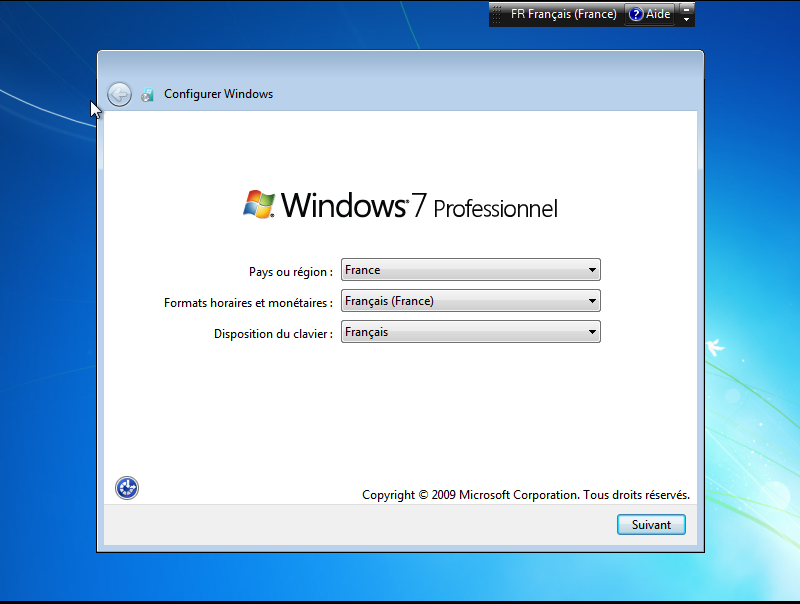 FR Français (France) Aide
Configurer Windows
Windows® 7 Professionnel
Pays ou région : France
Formats horaires et monétaires : Français (France)
Disposition du clavier : Français
Copyright © 2009 Microsoft Corporation. Tous droits réservés.
Suivant